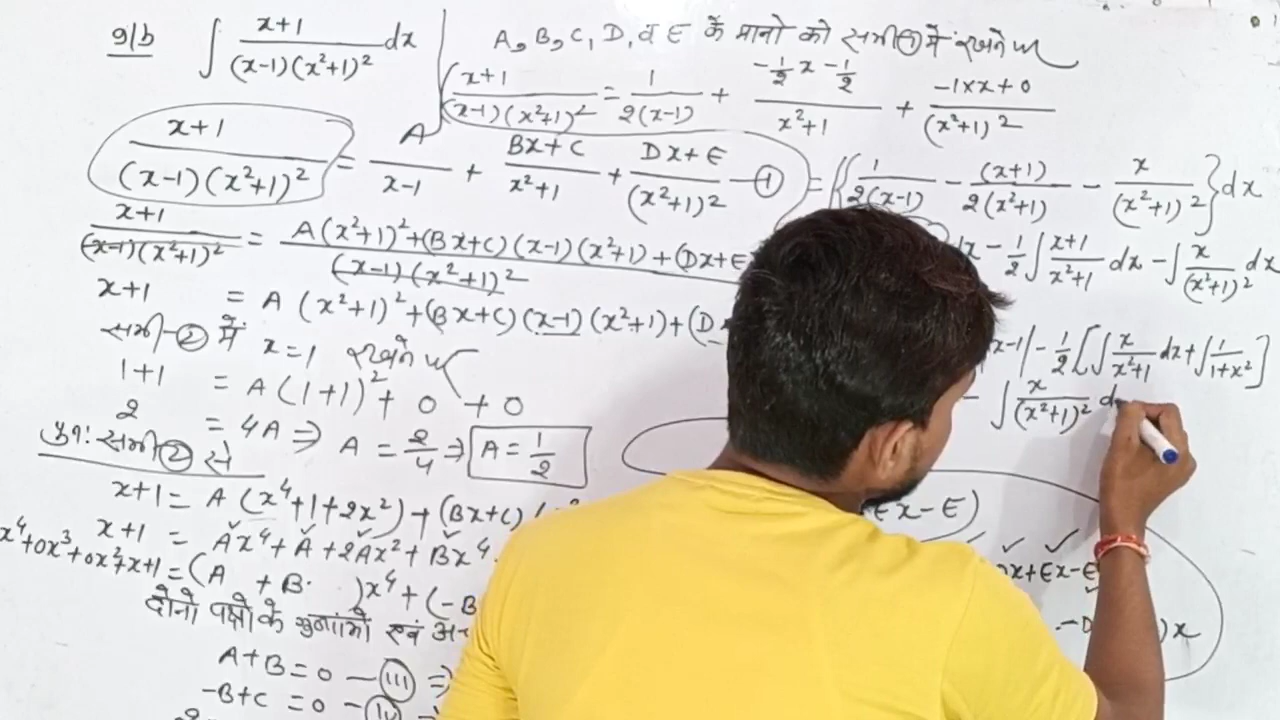 9/b ∫ x+1/(x-1)(x²+1)² dx
x+1/(x-1)(x²+1)² = A/x-1 + Bx+C/x²+1 + Dx+E/(x²+1)² — ①
x+1/(x-1)(x²+1)² = A(x²+1)²+(Bx+C)(x-1)(x²+1)+(Dx+E /(x-1)(x²+1)²
x+1 = A(x²+1)²+(Bx+C)(x-1)(x²+1)+(D
समी-② में x=1 रखने पर
1+1 = A(1+1)²+0+0
2 = 4A ⇒ A = 2/4 ⇒ A = 1/2
पुनः समी② से
x+1 = A(x⁴+1+2x²)+(Bx+C)(
x+1 = Ax⁴+A+2Ax²+Bx⁴
x⁴+0x³+0x²+x+1 = (A +B )x⁴+(-B
दोनो पक्षो के गुणांको एवं
A+B=0 — III ⇒
-B+C=0 — IV
A, B, C, D, व E के मानो को समी① में रखने पर
x+1/(x-1)(x²+1)² = 1/2(x-1) + -1/2 x - 1/2/x²+1 + -1×x+0/(x²+1)²
= ∫{1/2(x-1) - (x+1)/2(x²+1) - x/(x²+1)²}dx
x - 1/2 ∫ x+1/x²+1 dx - ∫ x/(x²+1)² dx
x-1| - 1/2 [∫ x/x²+1 dx + ∫ 1/1+x²]
- ∫ x/(x²+1)² d
Ex-E)
x+Ex-E
-D )x